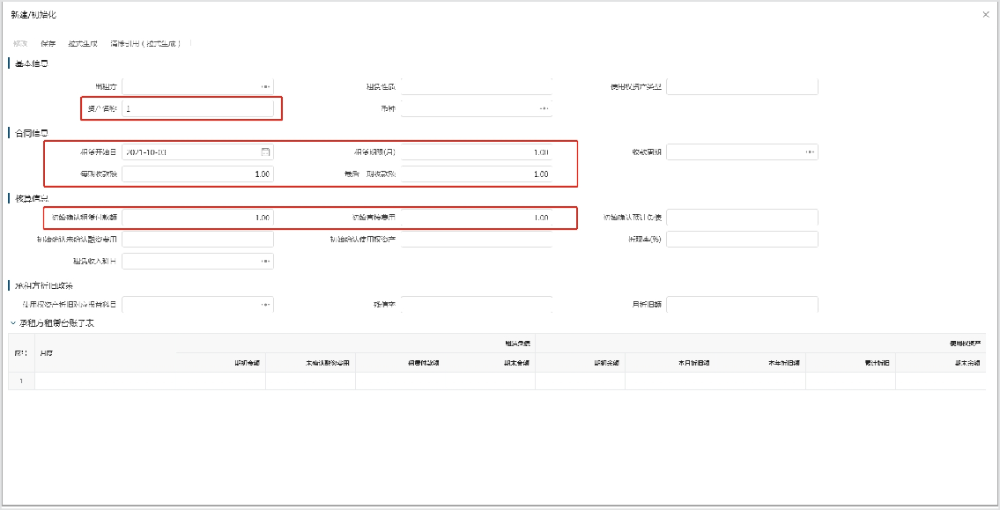 新建/初始化
修改 保存 拉式生成 清除引用（拉式生成）
基本信息
出租方 租赁性质 使用权资产类型
资产名称 1 币种
合同信息
租赁开始日 2021-10-03 租赁期限(月) 1.00 收款周期
每期收款额 1.00 最后一期收款额 1.00
核算信息
初始确认租赁付款额 1.00 初始直接费用 1.00 初始确认预计负债
初始确认未确认融资费用 初始确认使用权资产 折现率(%)
租赁收入科目
承租方折旧政策
使用权资产折旧对应损益科目 残值率 月折旧额
承租方租赁台账子表
序号 月度 租赁负债 使用权资产
期初余额 未确认融资费用 租赁付款额 期末余额 期初余额 本月折旧额 本年折旧额 累计折旧 期末余额
1